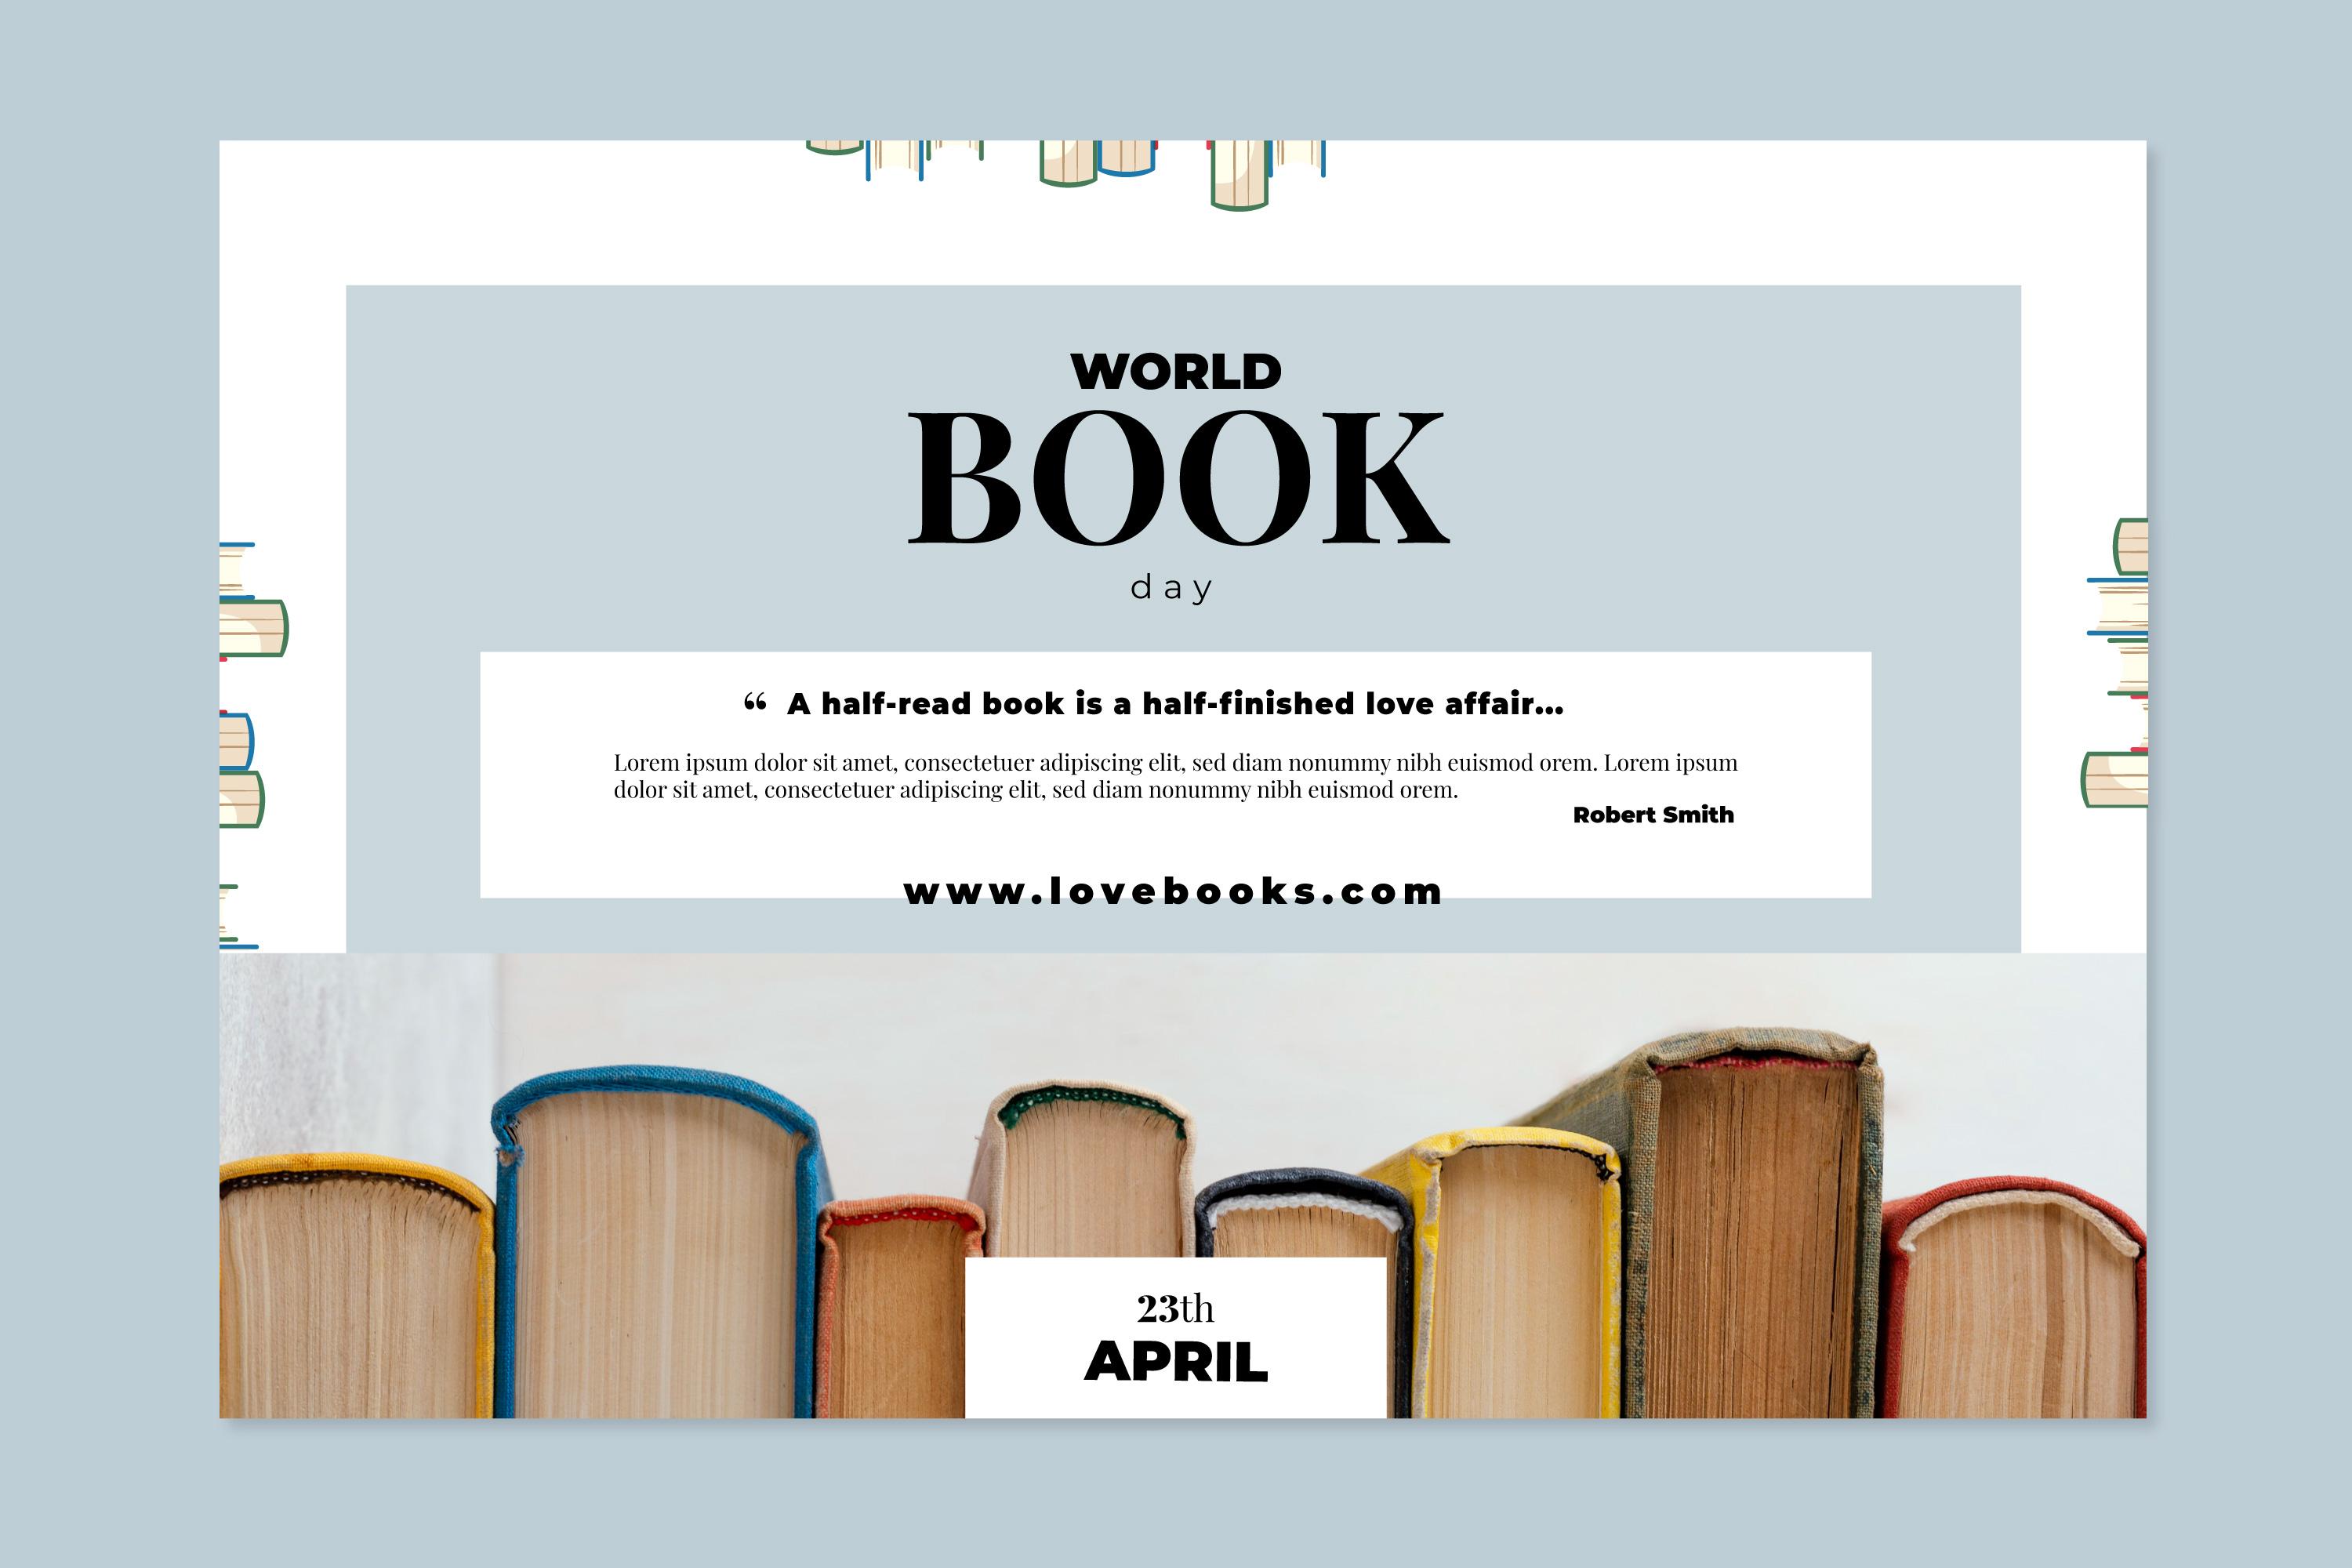 WORLD
BOOK
day
“ A half-read book is a half-finished love affair...
Lorem ipsum dolor sit amet, consectetuer adipiscing elit, sed diam nonummy nibh euismod orem. Lorem ipsum
dolor sit amet, consectetuer adipiscing elit, sed diam nonummy nibh euismod orem.
Robert Smith
www.lovebooks.com
23th
APRIL